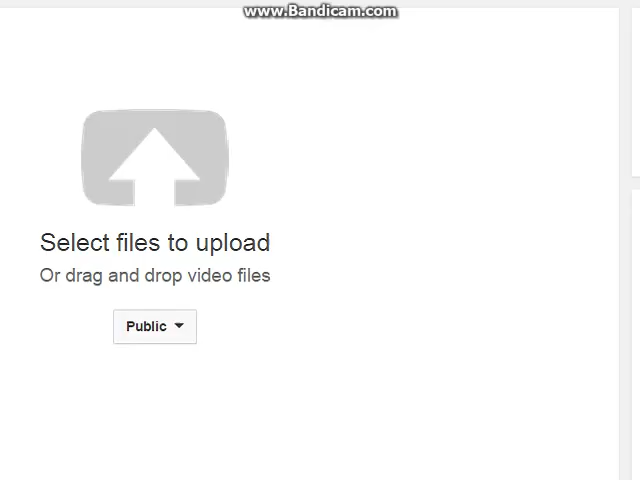 www.Bandicam.com
Select files to upload
Or drag and drop video files
Public